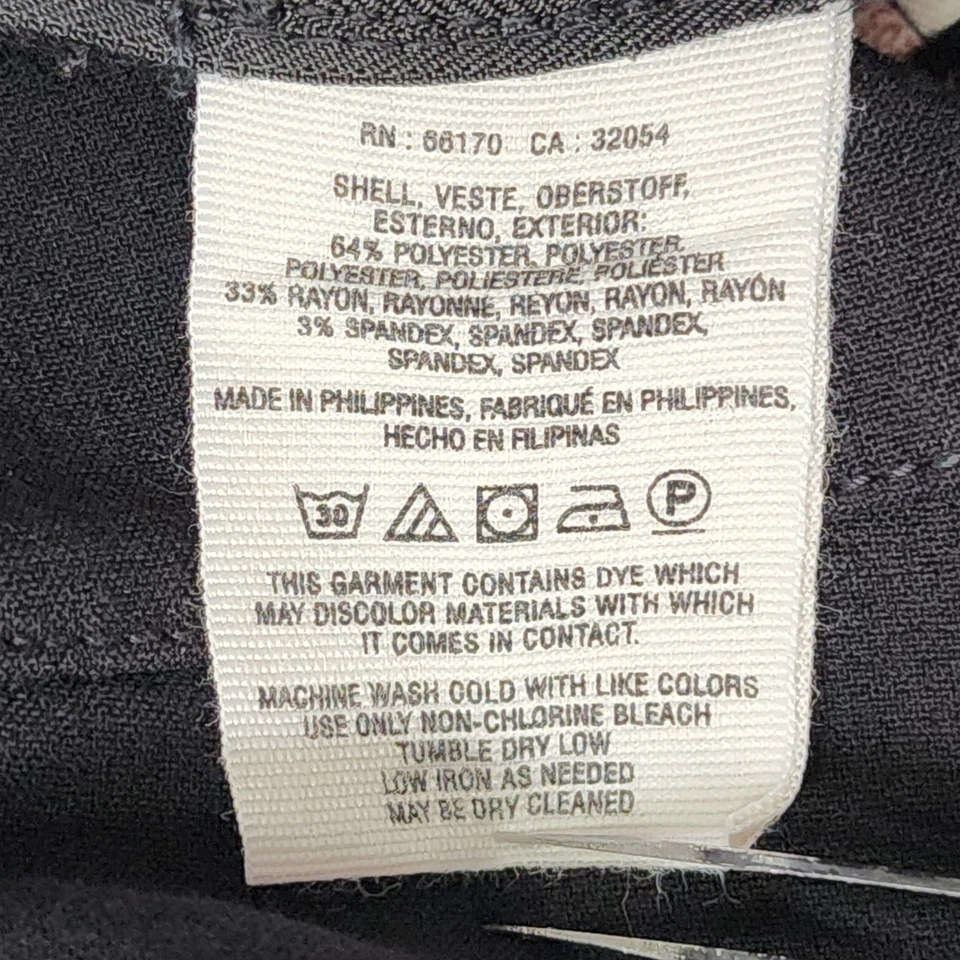 RN : 66170 CA : 32054
SHELL, VESTE, OBERSTOFF,
ESTERNO, EXTERIOR:
64% POLYESTER, POLYESTER,
POLYESTER, POLIESTERE, POLIÉSTER
33% RAYON, RAYONNE, REYON, RAYON, RAYÓN
3% SPANDEX, SPANDEX, SPANDEX,
SPANDEX, SPANDEX
MADE IN PHILIPPINES, FABRIQUÉ EN PHILIPPINES,
HECHO EN FILIPINAS
30 P
THIS GARMENT CONTAINS DYE WHICH
MAY DISCOLOR MATERIALS WITH WHICH
IT COMES IN CONTACT.
MACHINE WASH COLD WITH LIKE COLORS
USE ONLY NON-CHLORINE BLEACH
TUMBLE DRY LOW
LOW IRON AS NEEDED
MAY BE DRY CLEANED